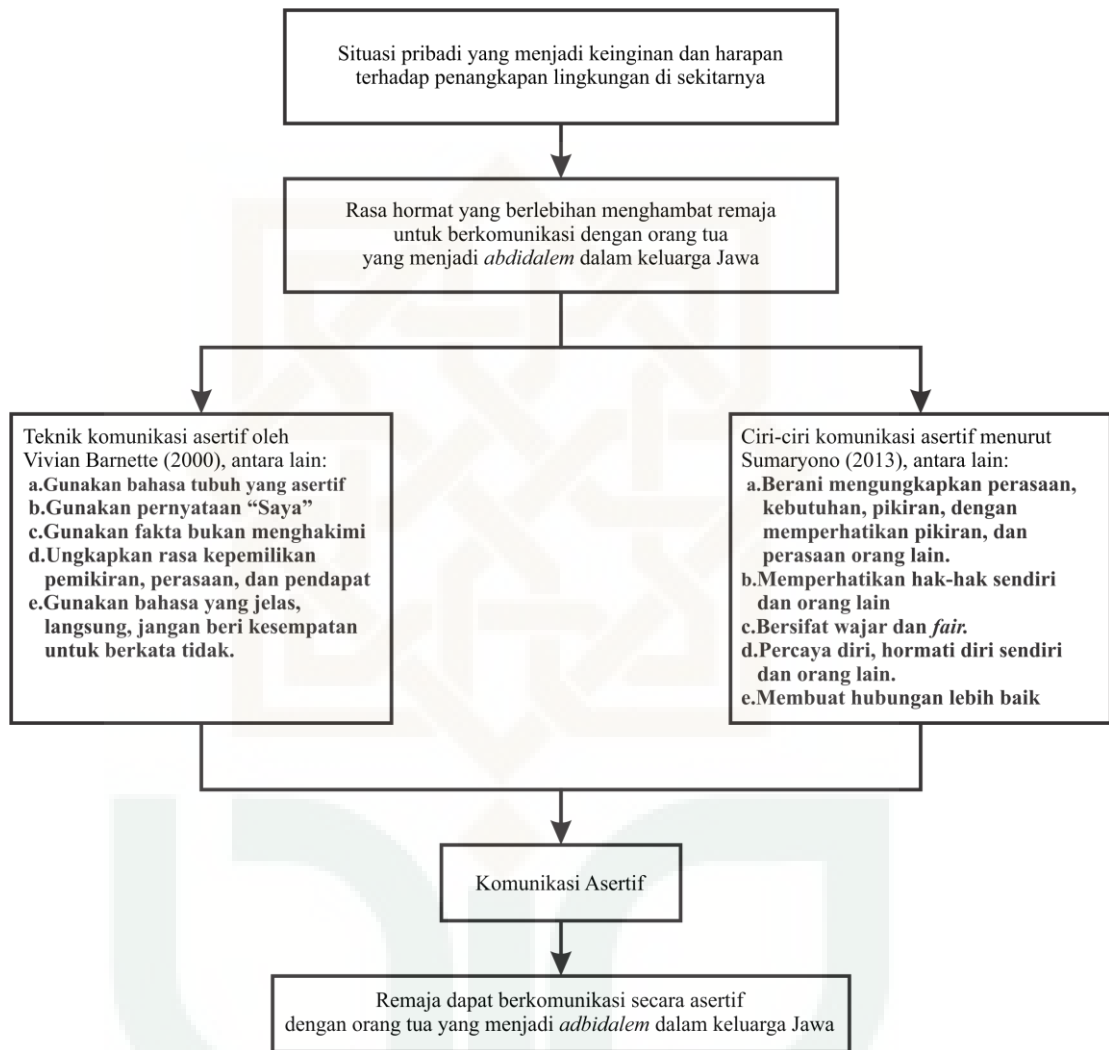 Situasi pribadi yang menjadi keinginan dan harapan
terhadap penangkapan lingkungan di sekitarnya
Rasa hormat yang berlebihan menghambat remaja
untuk berkomunikasi dengan orang tua
yang menjadi abdidalem dalam keluarga Jawa
Teknik komunikasi asertif oleh
Vivian Barnette (2000), antara lain:
a.Gunakan bahasa tubuh yang asertif
b.Gunakan pernyataan “Saya”
c.Gunakan fakta bukan menghakimi
d.Ungkapkan rasa kepemilikan
pemikiran, perasaan, dan pendapat
e.Gunakan bahasa yang jelas,
langsung, jangan beri kesempatan
untuk berkata tidak.
Ciri-ciri komunikasi asertif menurut
Sumaryono (2013), antara lain:
a.Berani mengungkapkan perasaan,
kebutuhan, pikiran, dengan
memperhatikan pikiran, dan
perasaan orang lain.
b.Memperhatikan hak-hak sendiri
dan orang lain
c.Bersifat wajar dan fair.
d.Percaya diri, hormati diri sendiri
dan orang lain.
e.Membuat hubungan lebih baik
Komunikasi Asertif
Remaja dapat berkomunikasi secara asertif
dengan orang tua yang menjadi adbidalem dalam keluarga Jawa